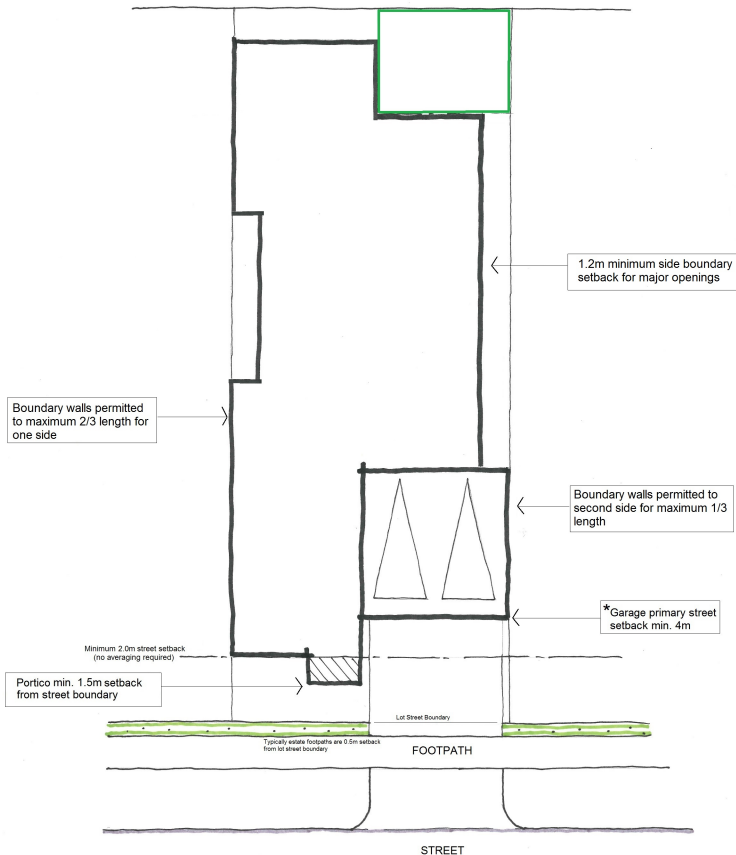 1.2m minimum side boundary
setback for major openings
Boundary walls permitted
to maximum 2/3 length for
one side
Boundary walls permitted to
second side for maximum 1/3
length
*Garage primary street
setback min. 4m
Minimum 2.0m street setback
(no averaging required)
Portico min. 1.5m setback
from street boundary
Lot Street Boundary
Typically estate footpaths are 0.5m setback
from lot street boundary
FOOTPATH
STREET